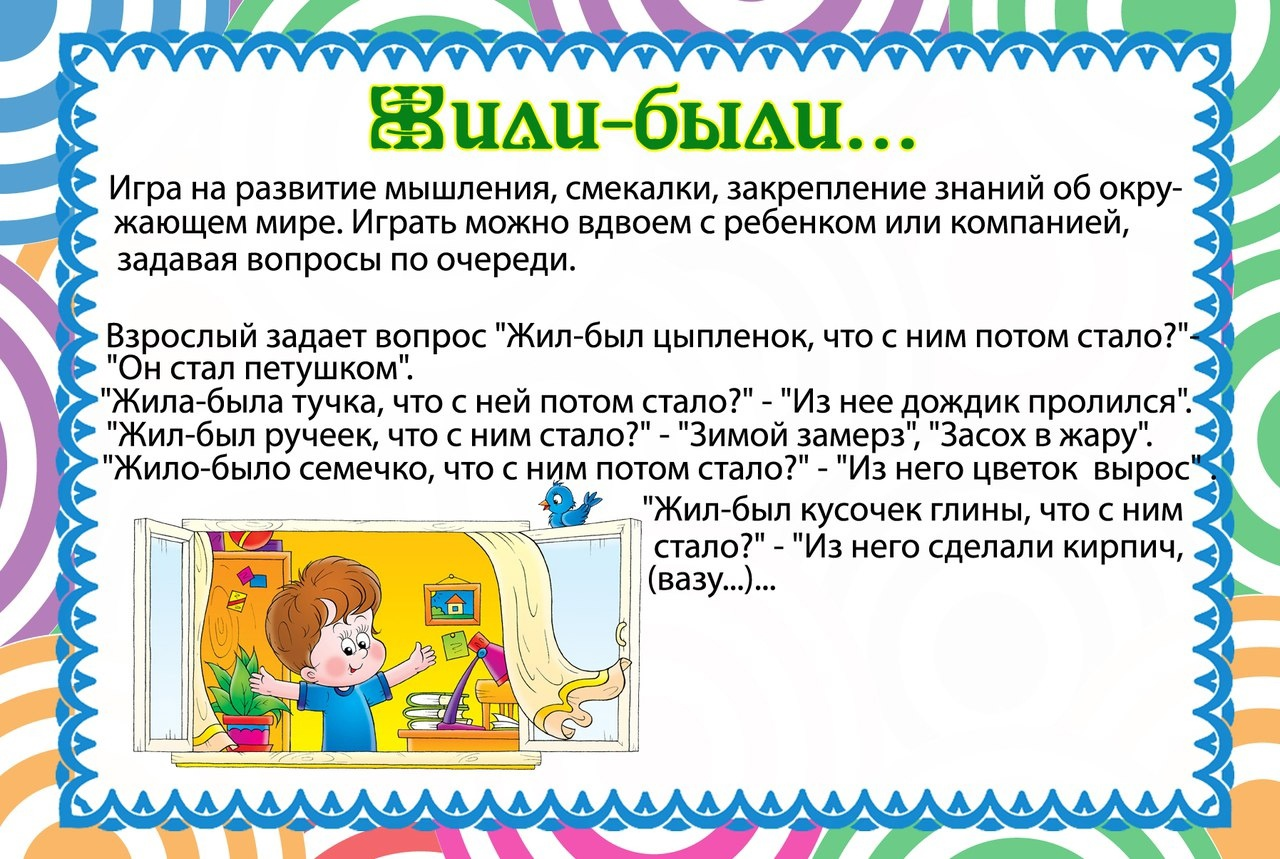 Жили-были...
Игра на развитие мышления, смекалки, закрепление знаний об окру-
жающем мире. Играть можно вдвоем с ребенком или компанией,
задавая вопросы по очереди.
Взрослый задает вопрос "Жил-был цыпленок, что с ним потом стало?"-
"Он стал петушком".
"Жила-была тучка, что с ней потом стало?" - "Из нее дождик пролился".
"Жил-был ручеек, что с ним стало?" - "Зимой замерз", "Засох в жару".
"Жило-было семечко, что с ним потом стало?" - "Из него цветок  вырос".
"Жил-был кусочек глины, что с ним
стало?" - "Из него сделали кирпич,
(вазу...)...